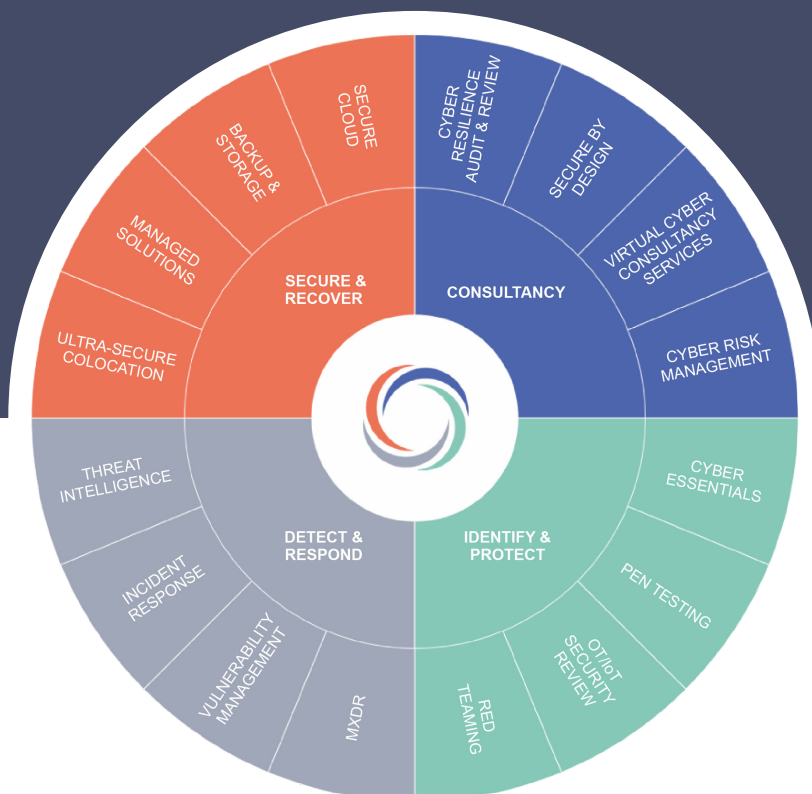 SECURE
CLOUD
BACKUP &
STORAGE
MANAGED
SOLUTIONS
ULTRA-SECURE
COLOCATION
SECURE &
RECOVER
CYBER
RESILIENCE
AUDIT & REVIEW
SECURE BY
DESIGN
VIRTUAL CYBER
CONSULTANCY
SERVICES
CYBER RISK
MANAGEMENT
CONSULTANCY
THREAT
INTELLIGENCE
INCIDENT
RESPONSE
VULNERABILITY
MANAGEMENT
MXDR
DETECT &
RESPOND
CYBER
ESSENTIALS
PEN TESTING
OT/IoT
SECURITY
REVIEW
RED
TEAMING
IDENTIFY &
PROTECT